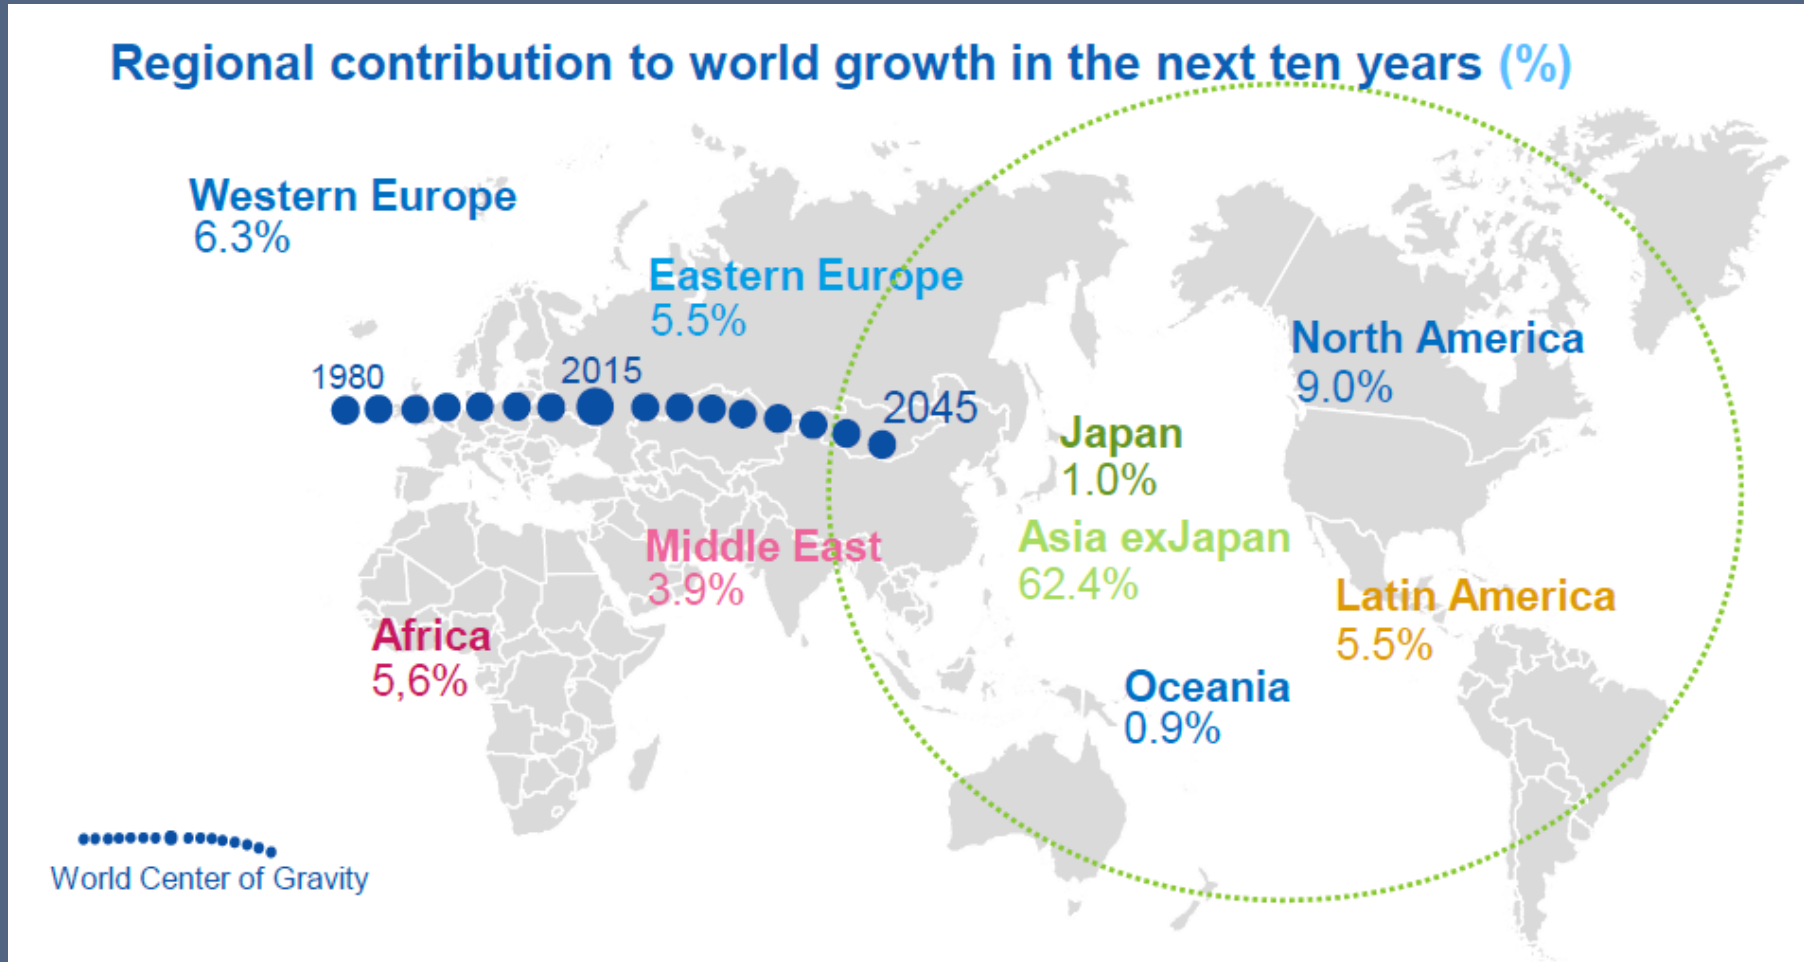 Regional contribution to world growth in the next ten years (%)
Western Europe
6.3%
Eastern Europe
5.5%
North America
9.0%
1980
2015
2045
Japan
1.0%
Asia exJapan
62.4%
Middle East
3.9%
Latin America
5.5%
Africa
5,6%
Oceania
0.9%
World Center of Gravity